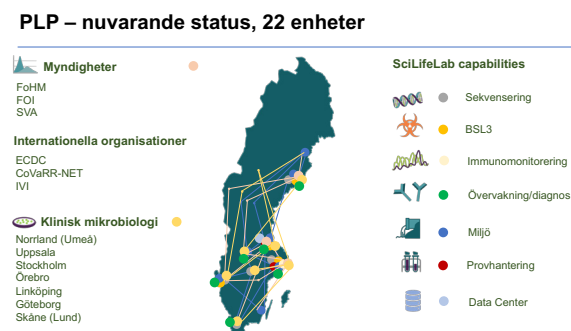 PLP – nuvarande status, 22 enheter
Myndigheter
FoHM
FOI
SVA
Internationella organisationer
ECDC
CoVaRR-NET
IVI
Klinisk mikrobiologi
Norrland (Umeå)
Uppsala
Stockholm
Örebro
Linköping
Göteborg
Skåne (Lund)
SciLifeLab capabilities
Sekvensering
BSL3
Immunomonitorering
Övervakning/diagnos
Miljö
Provhantering
Data Center